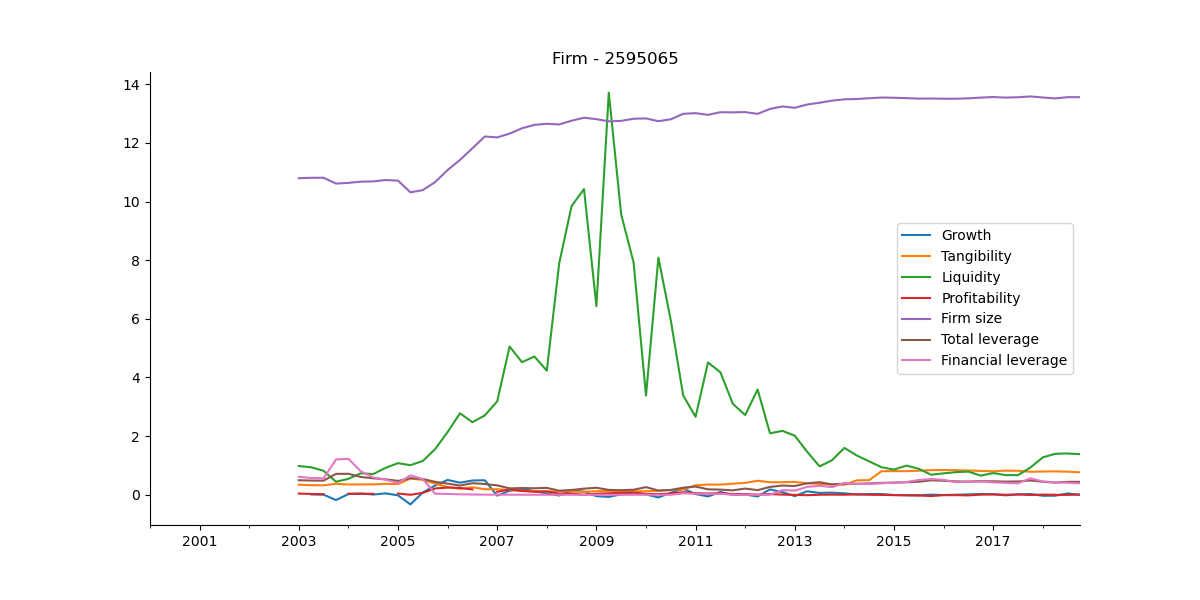 Firm - 2595065
14
12
10
8
6
4
2
0
Growth
Tangibility
Liquidity
Profitability
Firm size
Total leverage
Financial leverage
2001 2003 2005 2007 2009 2011 2013 2015 2017